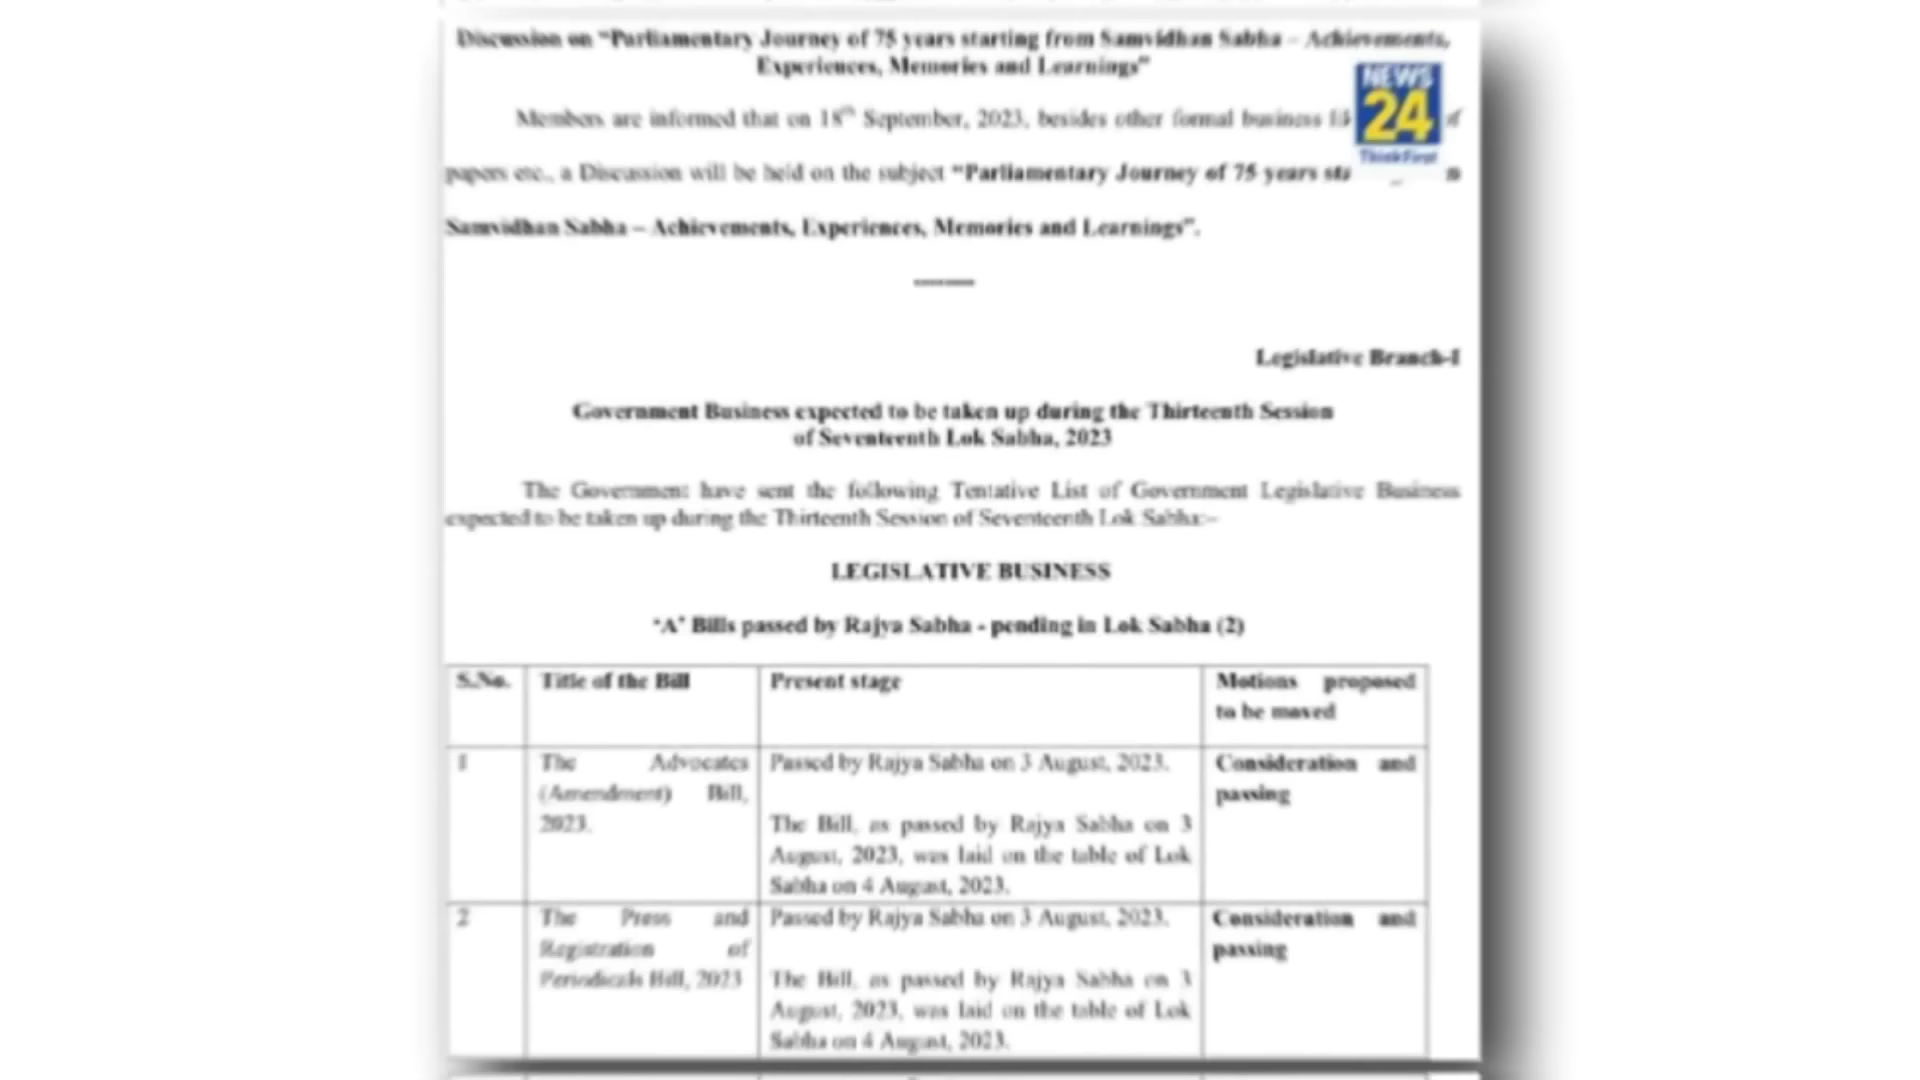 Discussion on “Parliamentary Journey of 75 years starting from Samvidhan Sabha – Achievements,
Experiences, Memories and Learnings”
Members are informed that on 18th September, 2023, besides other formal business of
papers etc., a Discussion will be held on the subject “Parliamentary Journey of 75 years
Samvidhan Sabha – Achievements, Experiences, Memories and Learnings”.
NEWS
24
Think First
--------
Legislative Branch-I
Government Business expected to be taken up during the Thirteenth Session
of Seventeenth Lok Sabha, 2023
The Government have sent the following Tentative List of Government Legislative Business
expected to be taken up during the Thirteenth Session of Seventeenth Lok Sabha:–
LEGISLATIVE BUSINESS
‘A’ Bills passed by Rajya Sabha - pending in Lok Sabha (2)
S.No. Title of the Bill Present stage Motions proposed
to be moved
1 The Advocates Passed by Rajya Sabha on 3 August, 2023. Consideration and
(Amendment) Bill, passing
2023. The Bill, as passed by Rajya Sabha on 3
August, 2023, was laid on the table of Lok
Sabha on 4 August, 2023.
2 The Press and Passed by Rajya Sabha on 3 August, 2023. Consideration and
Registration of passing
Periodicals Bill, 2023 The Bill, as passed by Rajya Sabha on 3
August, 2023, was laid on the table of Lok
Sabha on 4 August, 2023.